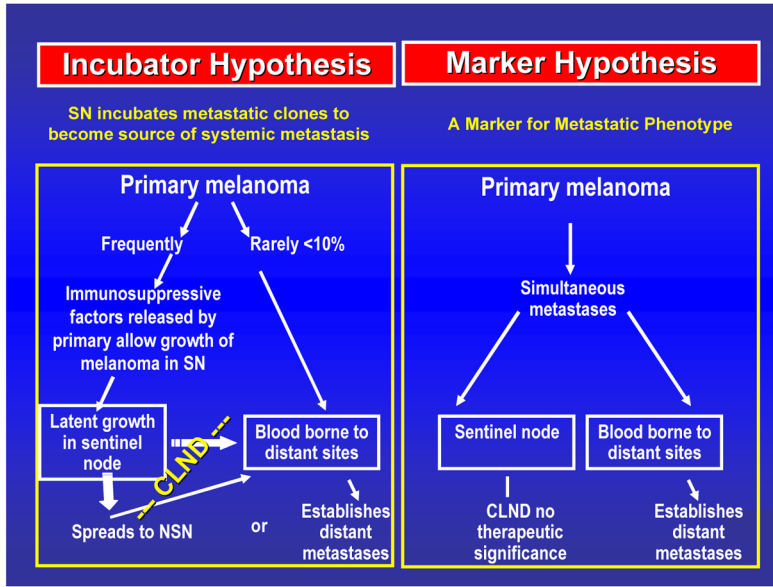 Incubator Hypothesis
SN incubates metastatic clones to
become source of systemic metastasis
Primary melanoma
Frequently
Rarely <10%
Immunosuppressive
factors released by
primary allow growth of
melanoma in SN
Latent growth
in sentinel
node
CLND
Blood borne to
distant sites
Spreads to NSN
or
Establishes
distant
metastases
Marker Hypothesis
A Marker for Metastatic Phenotype
Primary melanoma
Simultaneous
metastases
Sentinel node
Blood borne to
distant sites
CLND no
therapeutic
significance
Establishes
distant
metastases